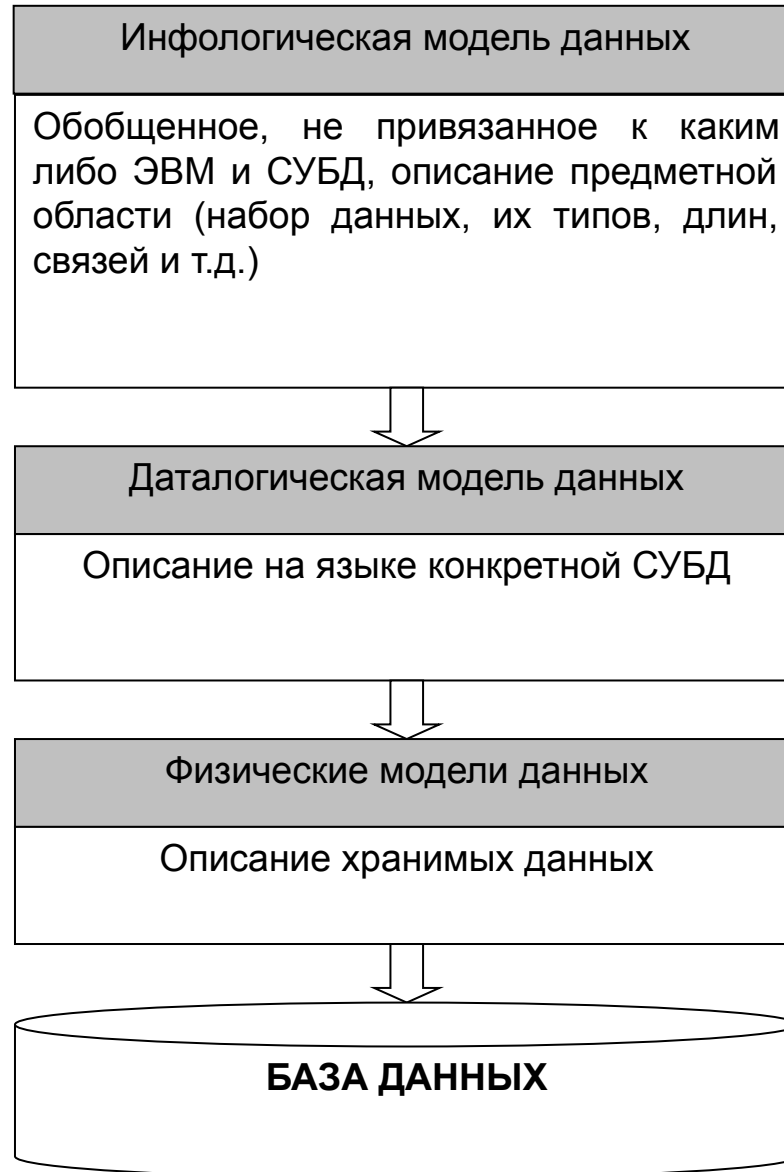 Инфологическая модель данных
Обобщенное, не привязанное к каким
либо ЭВМ и СУБД, описание предметной
области (набор данных, их типов, длин,
связей и т.д.)
Даталогическая модель данных
Описание на языке конкретной СУБД
Физические модели данных
Описание хранимых данных
БАЗА ДАННЫХ